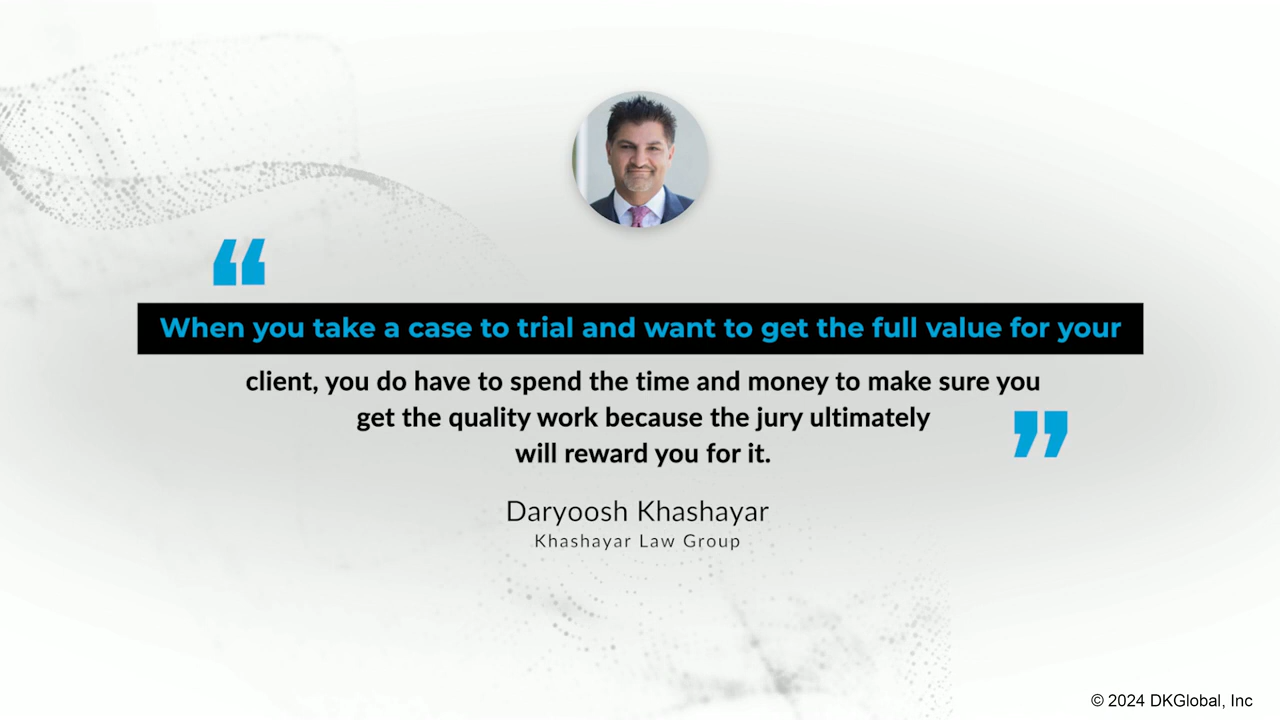 “
When you take a case to trial and want to get the full value for your
client, you do have to spend the time and money to make sure you
get the quality work because the jury ultimately
will reward you for it.
”
Daryoosh Khashayar
Khashayar Law Group
© 2024 DKGlobal, Inc